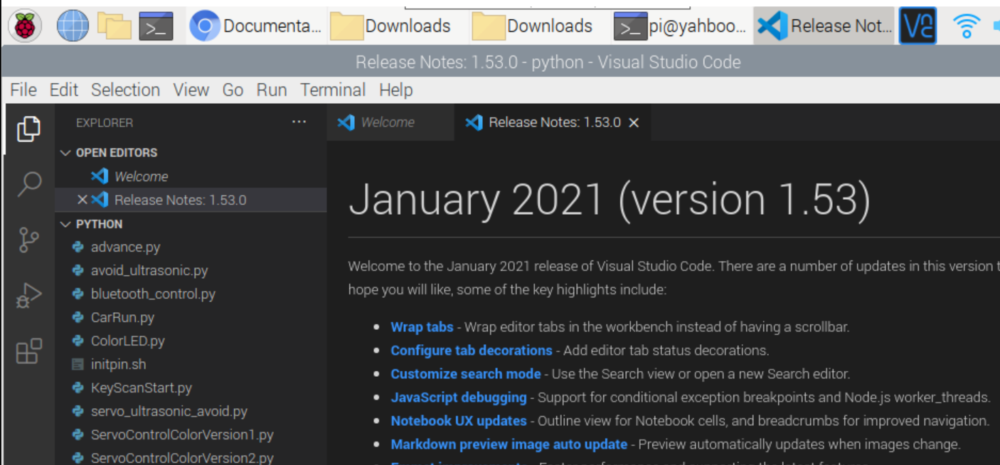 Documenta...
Downloads
Downloads
pi@yahboo...
Release Not...
Release Notes: 1.53.0 - python - Visual Studio Code
File Edit Selection View Go Run Terminal Help
EXPLORER
Welcome
Release Notes: 1.53.0
OPEN EDITORS
Welcome
Release Notes: 1.53.0
PYTHON
advance.py
avoid_ultrasonic.py
bluetooth_control.py
CarRun.py
ColorLED.py
initpin.sh
KeyScanStart.py
servo_ultrasonic_avoid.py
ServoControlColorVersion1.py
ServoControlColorVersion2.py
January 2021 (version 1.53)
Welcome to the January 2021 release of Visual Studio Code. There are a number of updates in this version
hope you will like, some of the key highlights include:
Wrap tabs - Wrap editor tabs in the workbench instead of having a scrollbar.
Configure tab decorations - Add editor tab status decorations.
Customize search mode - Use the Search view or open a new Search editor.
JavaScript debugging - Support for conditional exception breakpoints and Node.js worker_threads.
Notebook UX updates - Outline view for Notebook cells, and breadcrumbs for improved navigation.
Markdown preview image auto update - Preview automatically updates when images change.